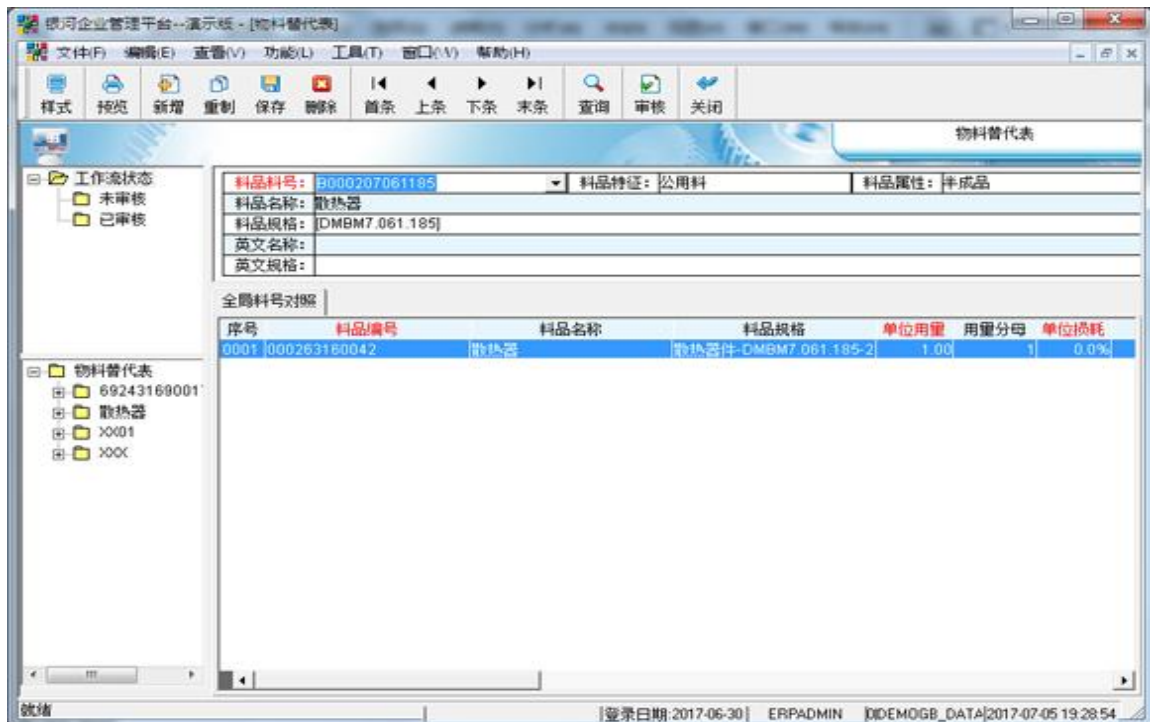 银河企业管理平台--演示版 - [物料替代表]
文件(F) 编辑(E) 查看(V) 功能(L) 工具(T) 窗口(W) 帮助(H)
样式 预览 新增 重制 保存 删除 首条 上条 下条 末条 查询 审核 关闭
物料替代表
工作流状态
未审核
已审核
料品料号: B000207061185 料品特征: 公用料 料品属性: 半成品
料品名称: 散热器
料品规格: [DMBM7.061.185]
英文名称:
英文规格:
全局料号对照
序号 料品编号 料品名称 料品规格 单位用量 用量分母 单位损耗
0001 000263160042 散热器 散热器件-DMBM7.061.185-2 1.00 1 0.0%
物料替代表
69243169001
散热器
XX01
XXX
就绪 登录日期:2017-06-30 ERPADMIN DIDEMOGB_DATA 2017-07-05 19:28:54